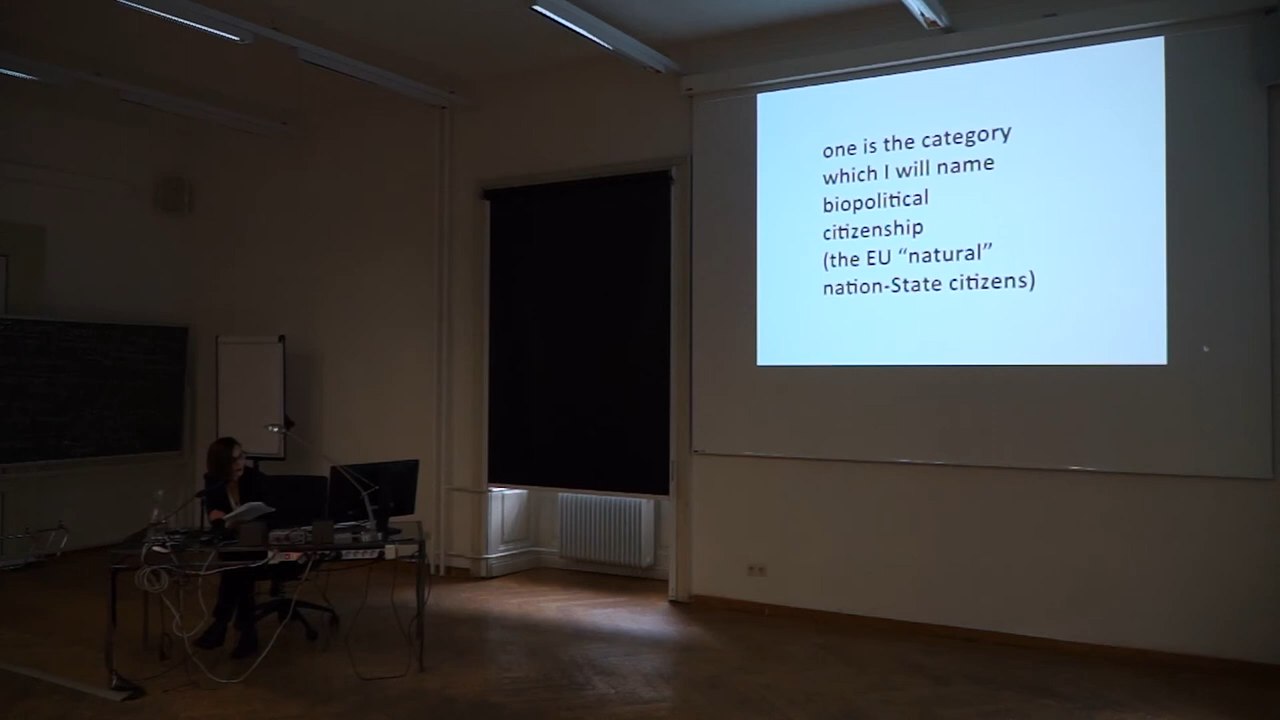 one is the category
which I will name
biopolitical
citizenship
(the EU “natural”
nation-State citizens)